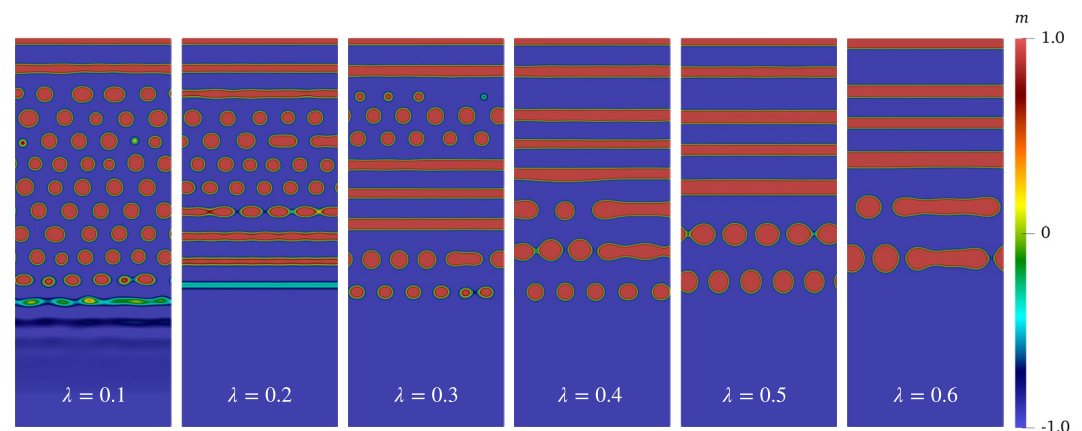 m
1.0
0
-1.0
λ = 0.1
λ = 0.2
λ = 0.3
λ = 0.4
λ = 0.5
λ = 0.6